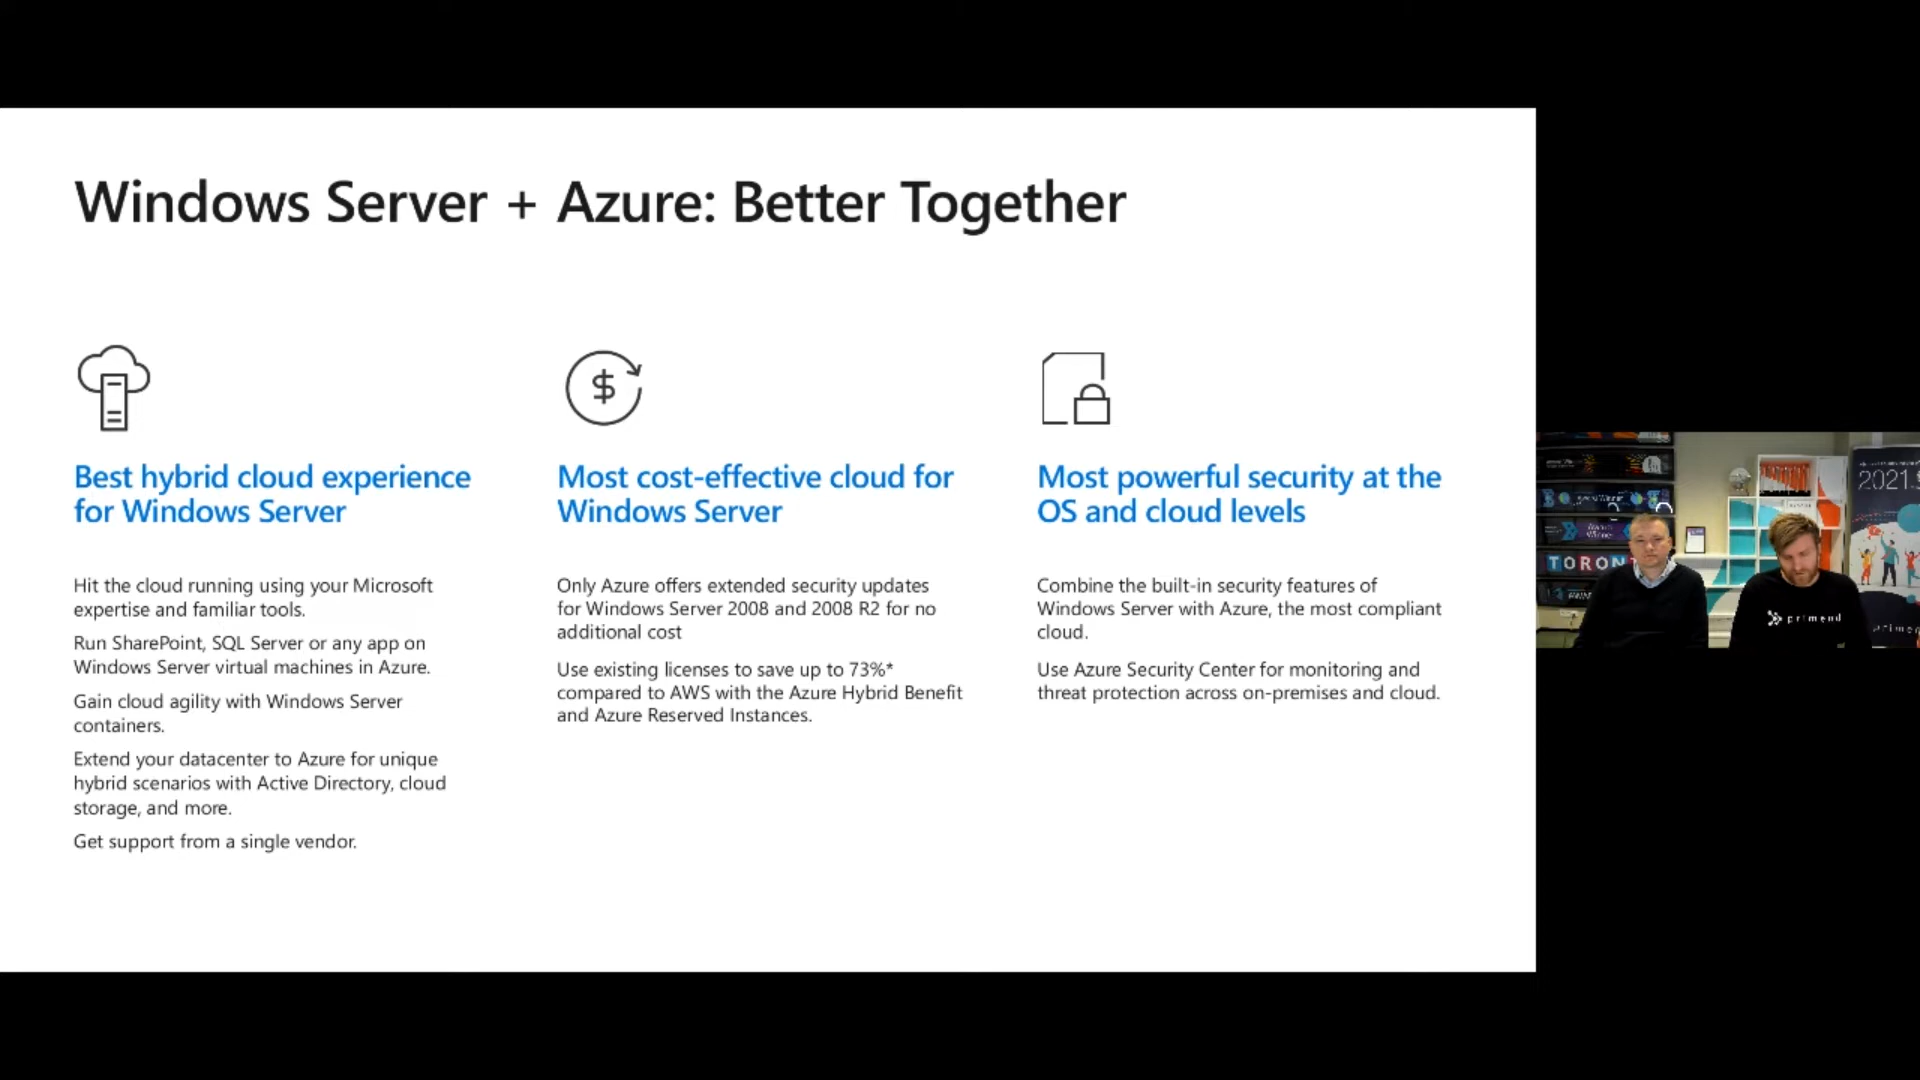 Windows Server + Azure: Better Together
Best hybrid cloud experience
for Windows Server
Hit the cloud running using your Microsoft
expertise and familiar tools.
Run SharePoint, SQL Server or any app on
Windows Server virtual machines in Azure.
Gain cloud agility with Windows Server
containers.
Extend your datacenter to Azure for unique
hybrid scenarios with Active Directory, cloud
storage, and more.
Get support from a single vendor.
$
Most cost-effective cloud for
Windows Server
Only Azure offers extended security updates
for Windows Server 2008 and 2008 R2 for no
additional cost
Use existing licenses to save up to 73%*
compared to AWS with the Azure Hybrid Benefit
and Azure Reserved Instances.
Most powerful security at the
OS and cloud levels
Combine the built-in security features of
Windows Server with Azure, the most compliant
cloud.
Use Azure Security Center for monitoring and
threat protection across on-premises and cloud.
2021
Winner
TORON
primend